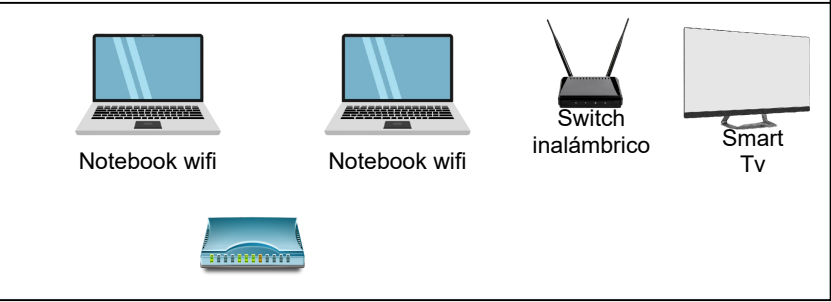 Notebook wifi
Notebook wifi
Switch
inalámbrico
Smart
Tv